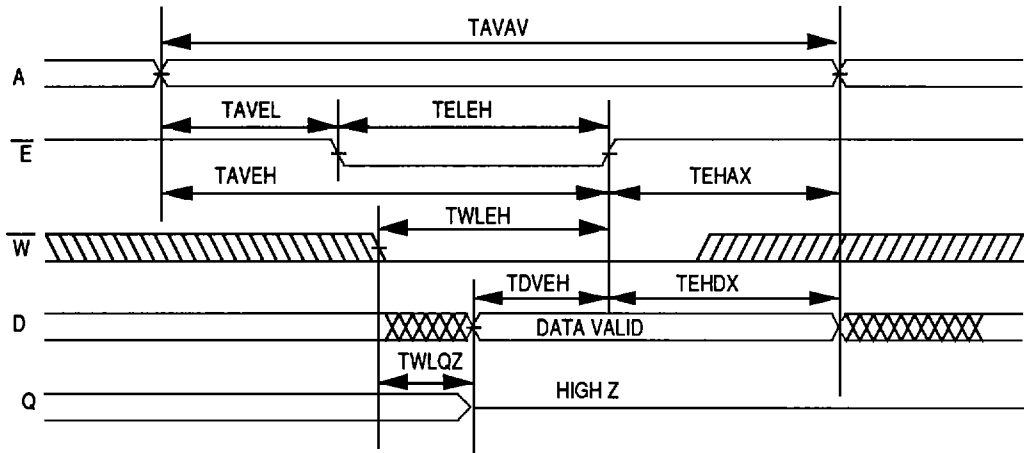 TAVAV
A
TAVEL TELEH
E
TAVEH TEHAX
TWLEH
W
TDVEH TEHDX
D DATA VALID
TWLQZ
Q HIGH Z